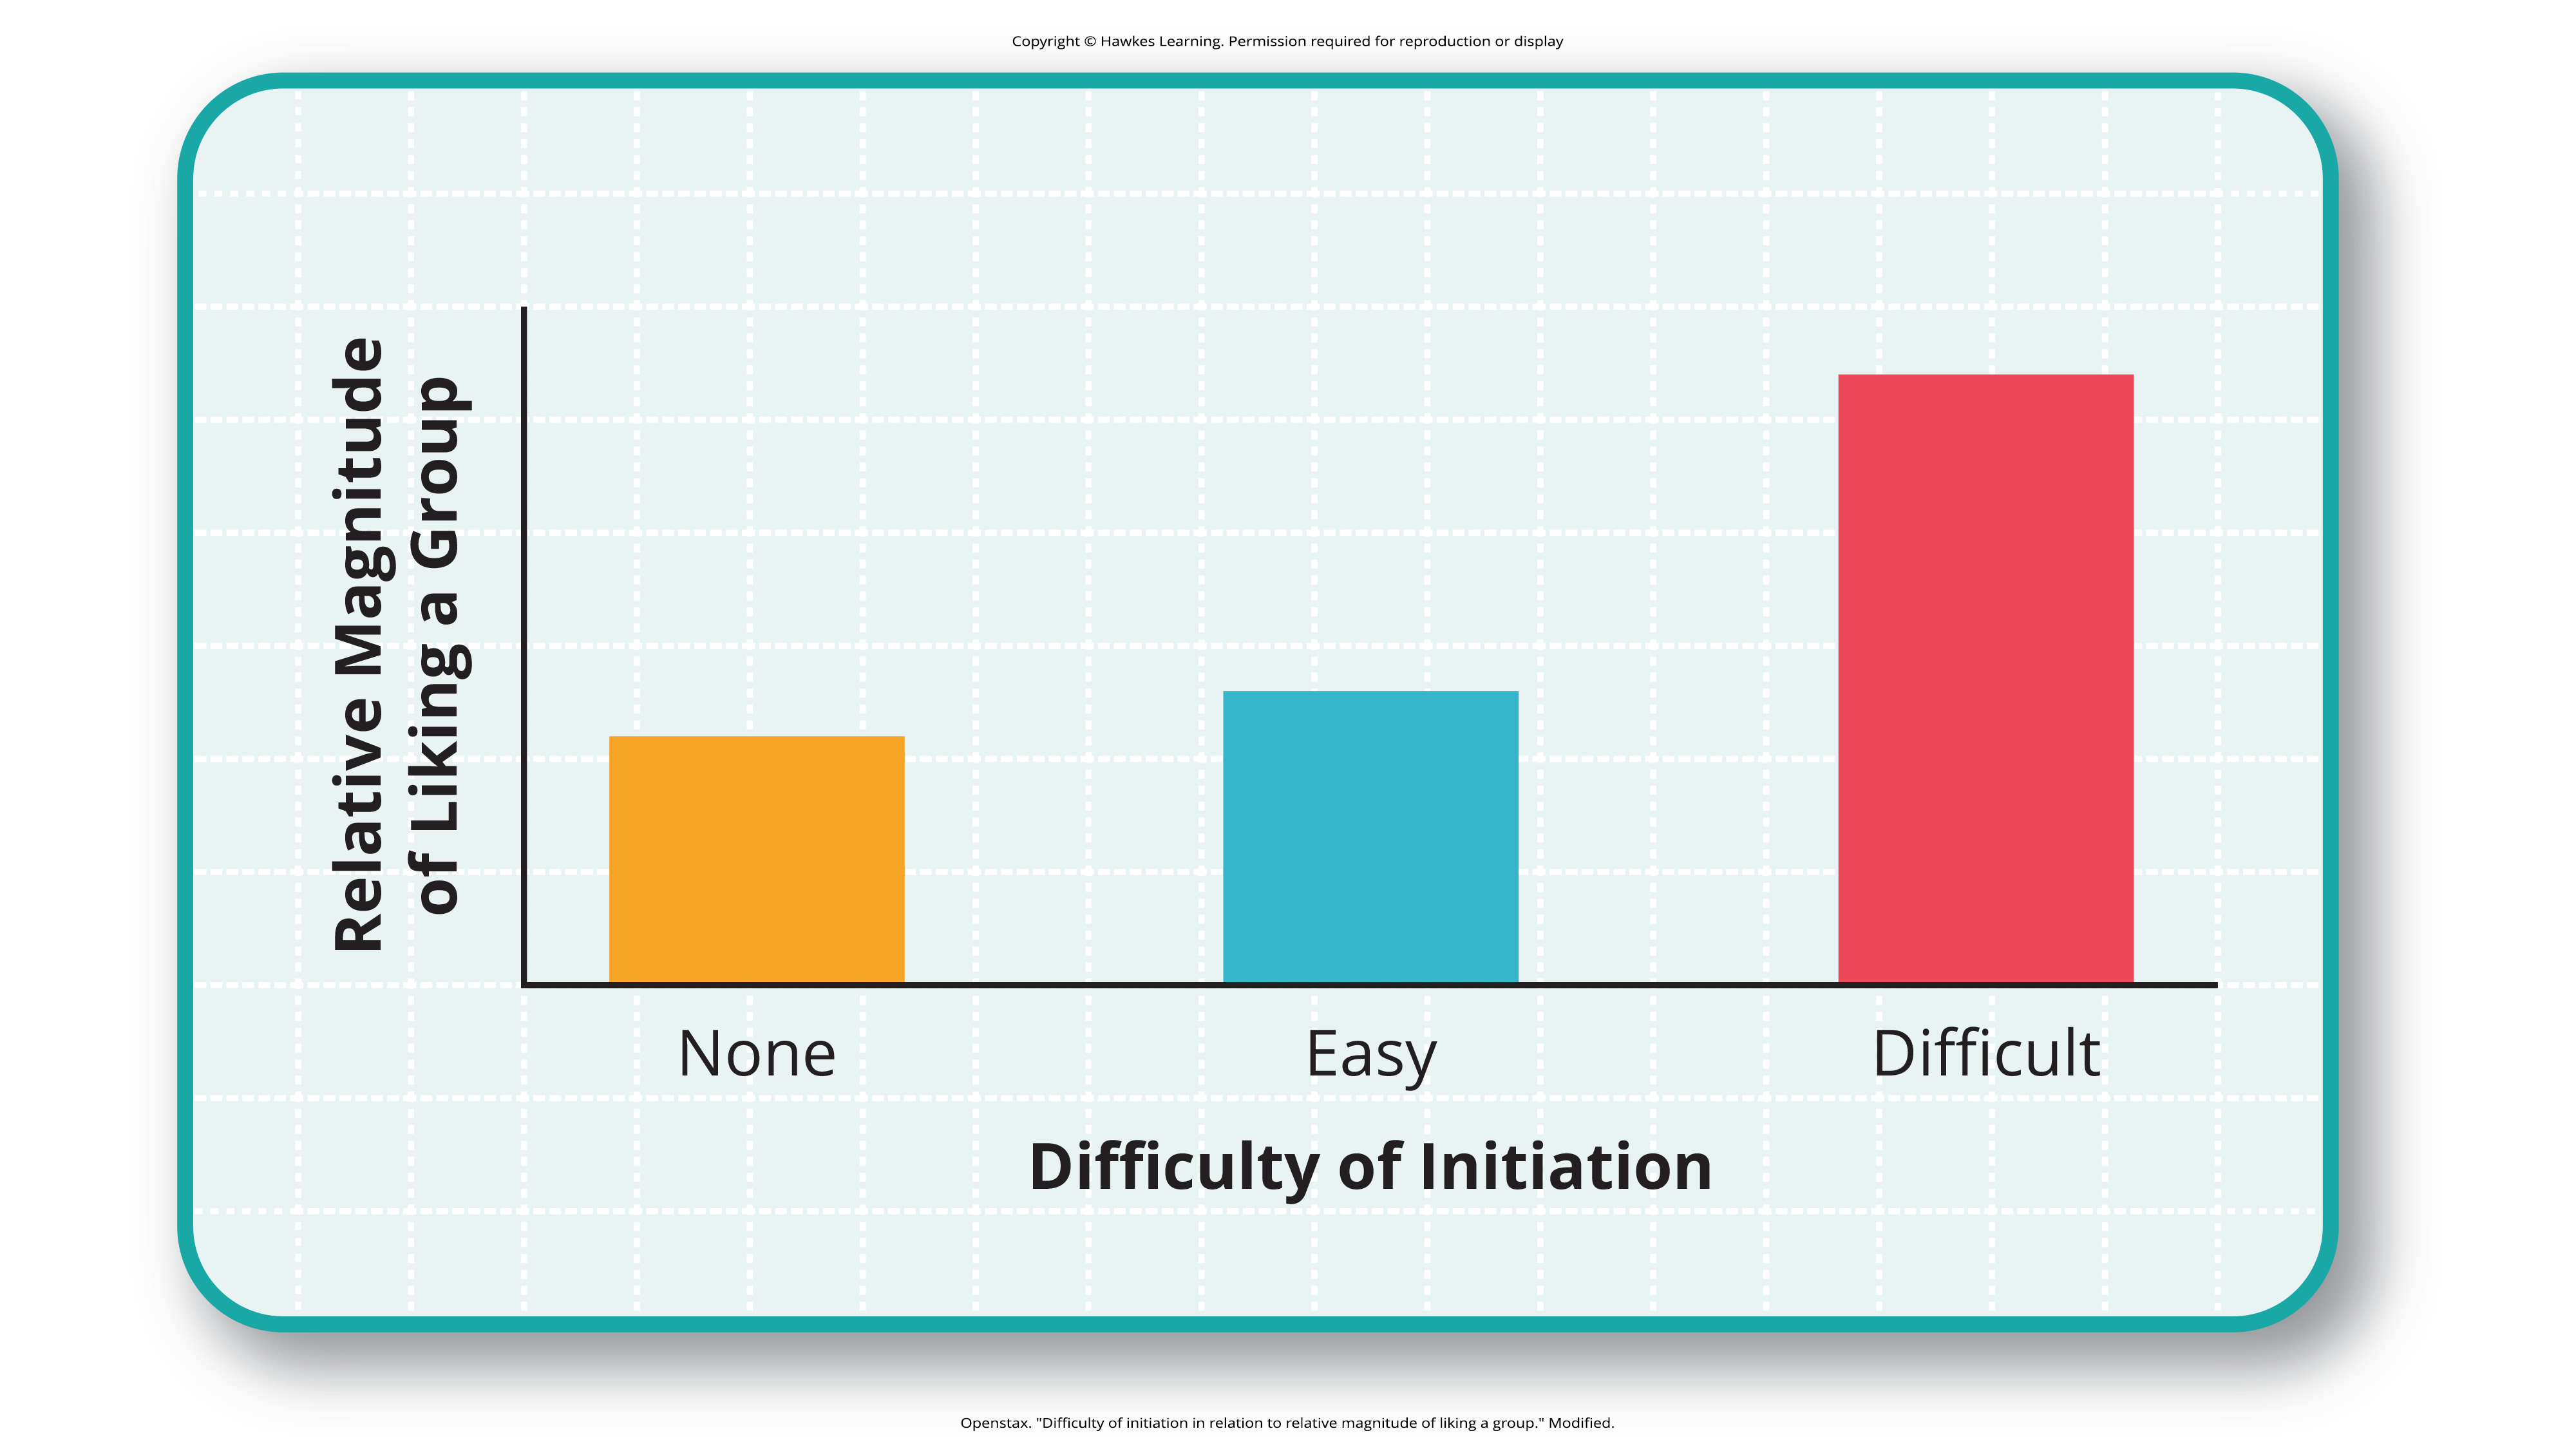 Copyright © Hawkes Learning. Permission required for reproduction or display
Relative Magnitude
of Liking a Group
None
Easy
Difficult
Difficulty of Initiation
Openstax. "Difficulty of initiation in relation to relative magnitude of liking a group." Modified.